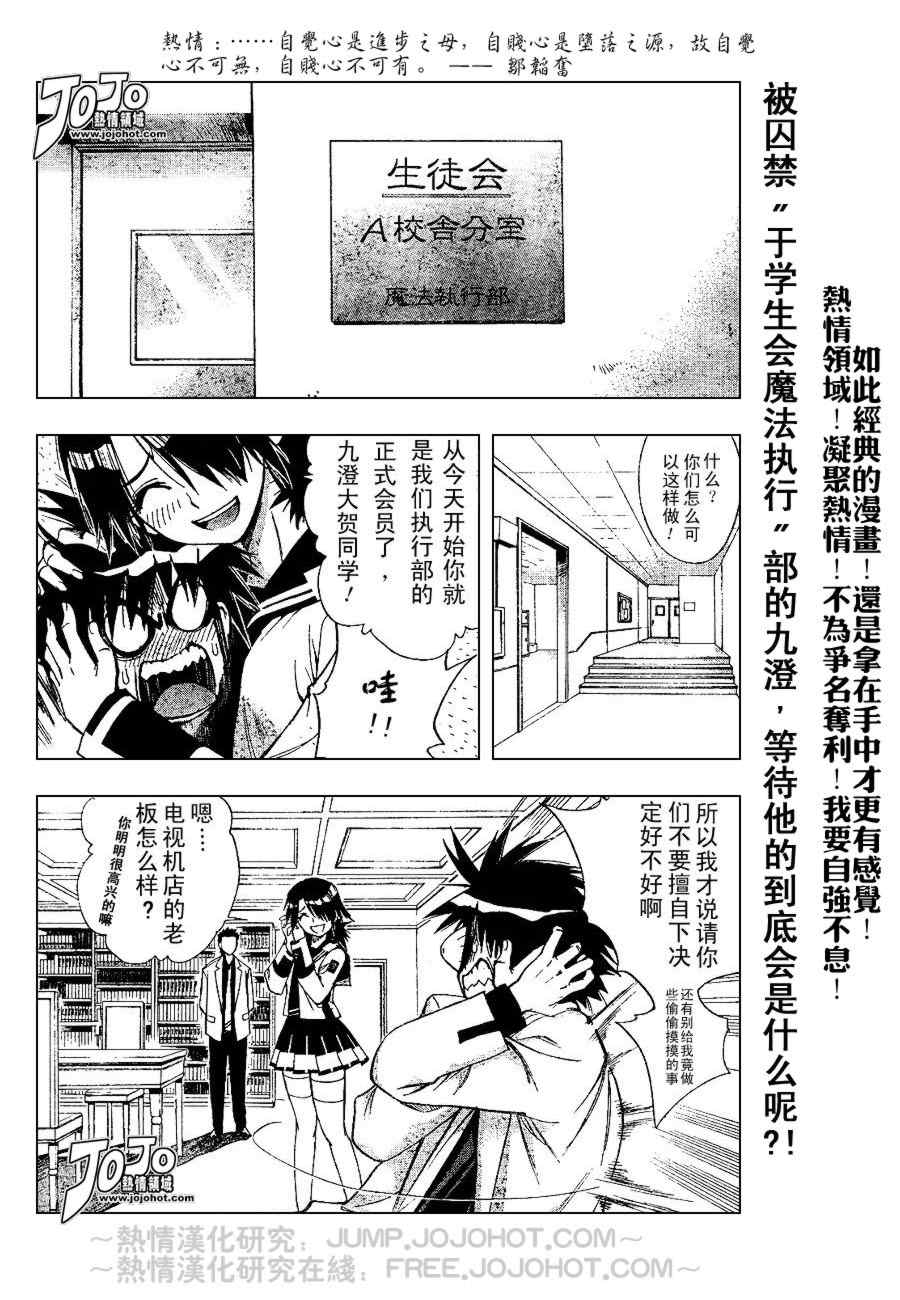 熱情：……自覺心是進步之母，自賤心是墮落之源，故自覺
心不可無，自賤心不可有。 —— 鄒韜奮
JOJO
熱情領域
www.jojohot.com
生徒会
A校舎分室
魔法執行部
被囚禁〃于学生会魔法执行〃部的九澄，等待他的到底会是什么呢?!
如此經典的漫畫！還是拿在手中才更有感覺！
熱情領域！凝聚熱情！不為爭名奪利！我要自強不息！
什么？
你们怎么可
以这样做！
从今天开始你就
是我们执行部的
正式会员了，
九澄大贺同学！
哇!!
所以我才说请你
们不要擅自下决
定好不好啊
还有别给我竟做
些偷偷摸摸的事
嗯…
电视机店的老
板怎么样？
你明明很高兴的嘛
JOJO
熱情領域
www.jojohot.com
～熱情漢化研究：JUMP.JOJOHOT.COM～
～熱情漢化研究在綫：FREE.JOJOHOT.COM～